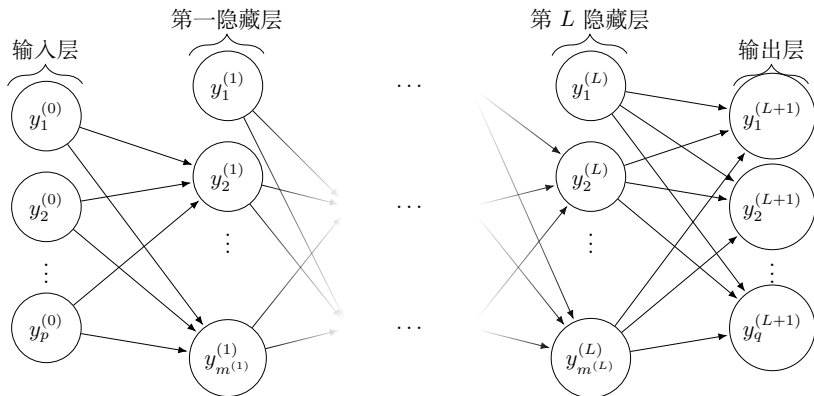 输入层
第一隐藏层
第 L 隐藏层
输出层
y_1^{(0)}
y_2^{(0)}
⋮
y_p^{(0)}
y_1^{(1)}
y_2^{(1)}
⋮
y_{m^{(1)}}^{(1)}
...
...
...
y_1^{(L)}
y_2^{(L)}
⋮
y_{m^{(L)}}^{(L)}
y_1^{(L+1)}
y_2^{(L+1)}
⋮
y_q^{(L+1)}